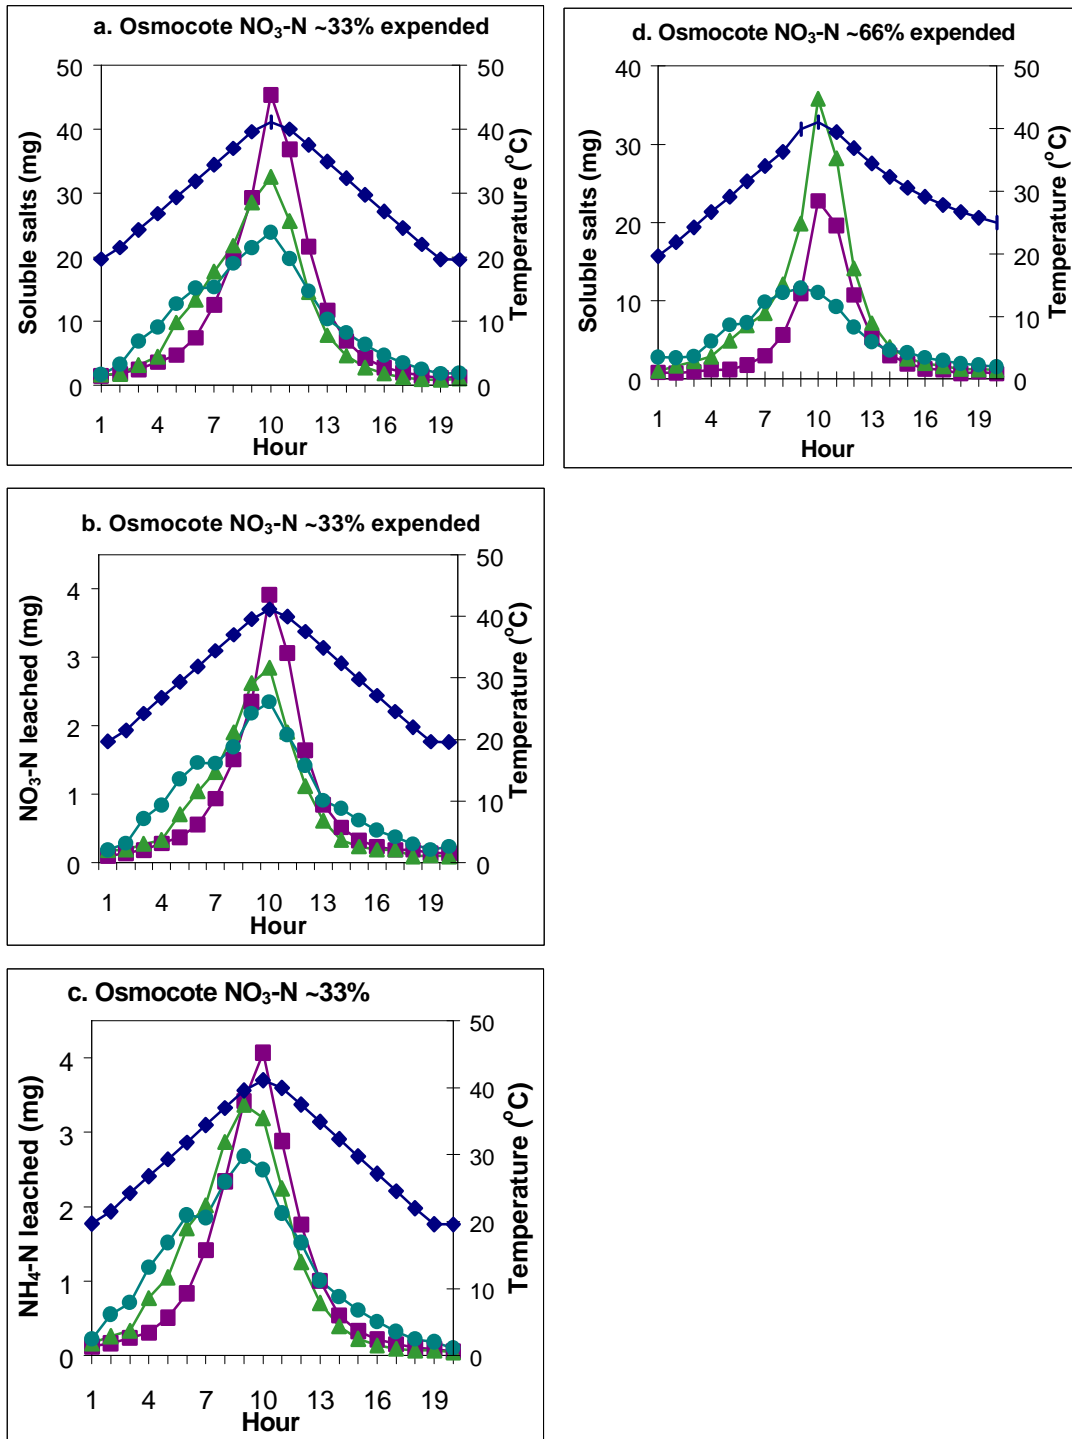 a. Osmocote NO₃-N ~33% expended
50
40
30
20
10
0
Soluble salts (mg)
50
40
30
20
10
0
Temperature (°C)
1 4 7 10 13 16 19
Hour
d. Osmocote NO₃-N ~66% expended
40
30
20
10
0
Soluble salts (mg)
50
40
30
20
10
0
Temperature (°C)
1 4 7 10 13 16 19
Hour
b. Osmocote NO₃-N ~33% expended
4
3
2
1
0
NO₃-N leached (mg)
50
40
30
20
10
0
Temperature (°C)
1 4 7 10 13 16 19
Hour
c. Osmocote NO₃-N ~33%
4
3
2
1
0
NH₄-N leached (mg)
50
40
30
20
10
0
Temperature (°C)
1 4 7 10 13 16 19
Hour